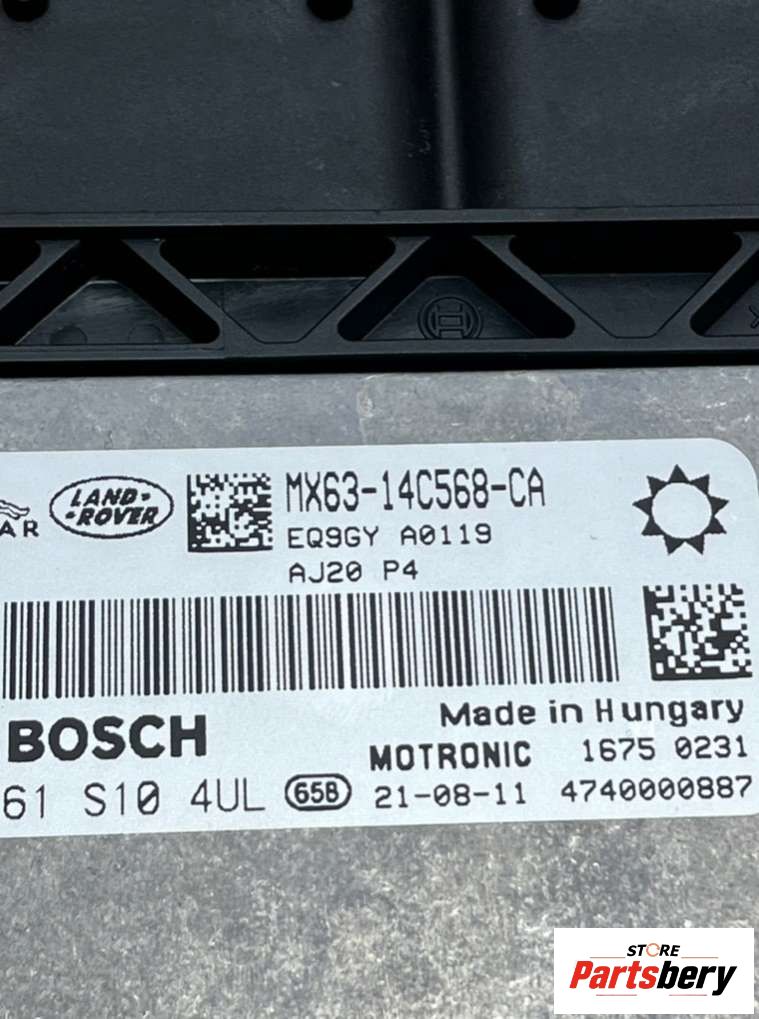 LAND-
-ROVER
AR
MX63-14C568-CA
EQ9GY A0119
AJ20 P4
BOSCH
Made in Hungary
MOTRONIC 1675 0231
61 S10 4UL 65B 21-08-11 4740000887
STORE
Partsbery